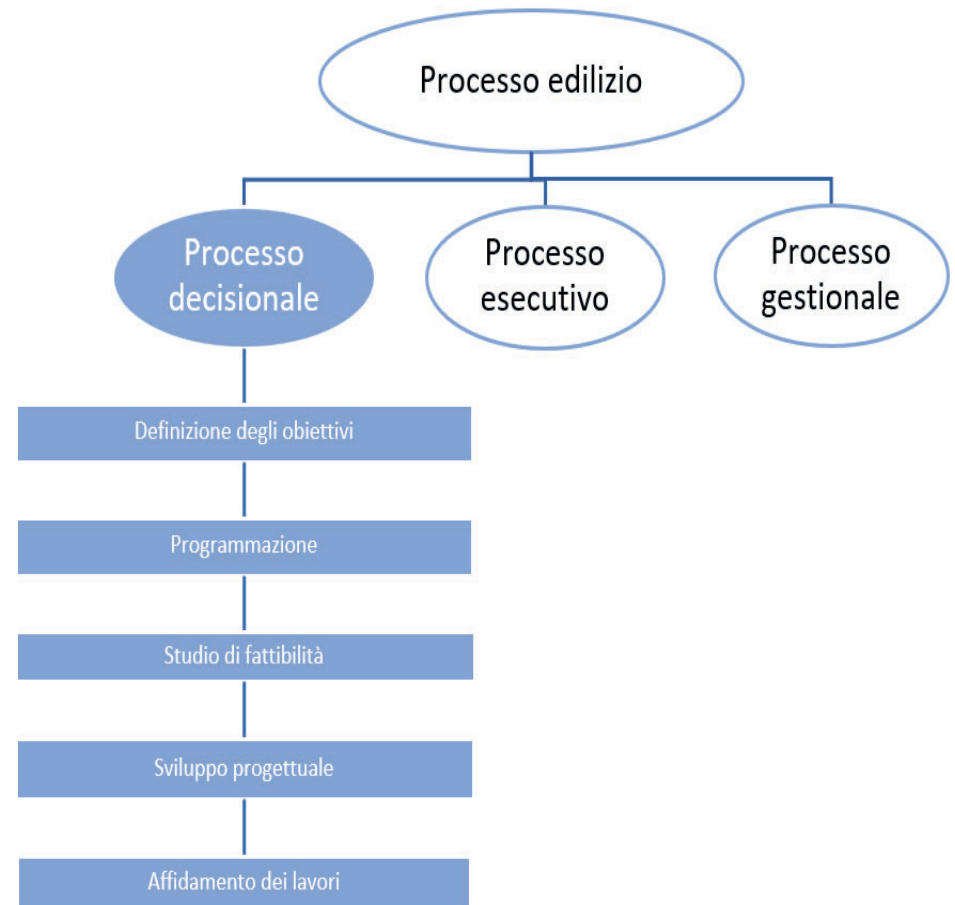 Processo edilizio
Processo
decisionale
Processo
esecutivo
Processo
gestionale
Definizione degli obiettivi
Programmazione
Studio di fattibilità
Sviluppo progettuale
Affidamento dei lavori